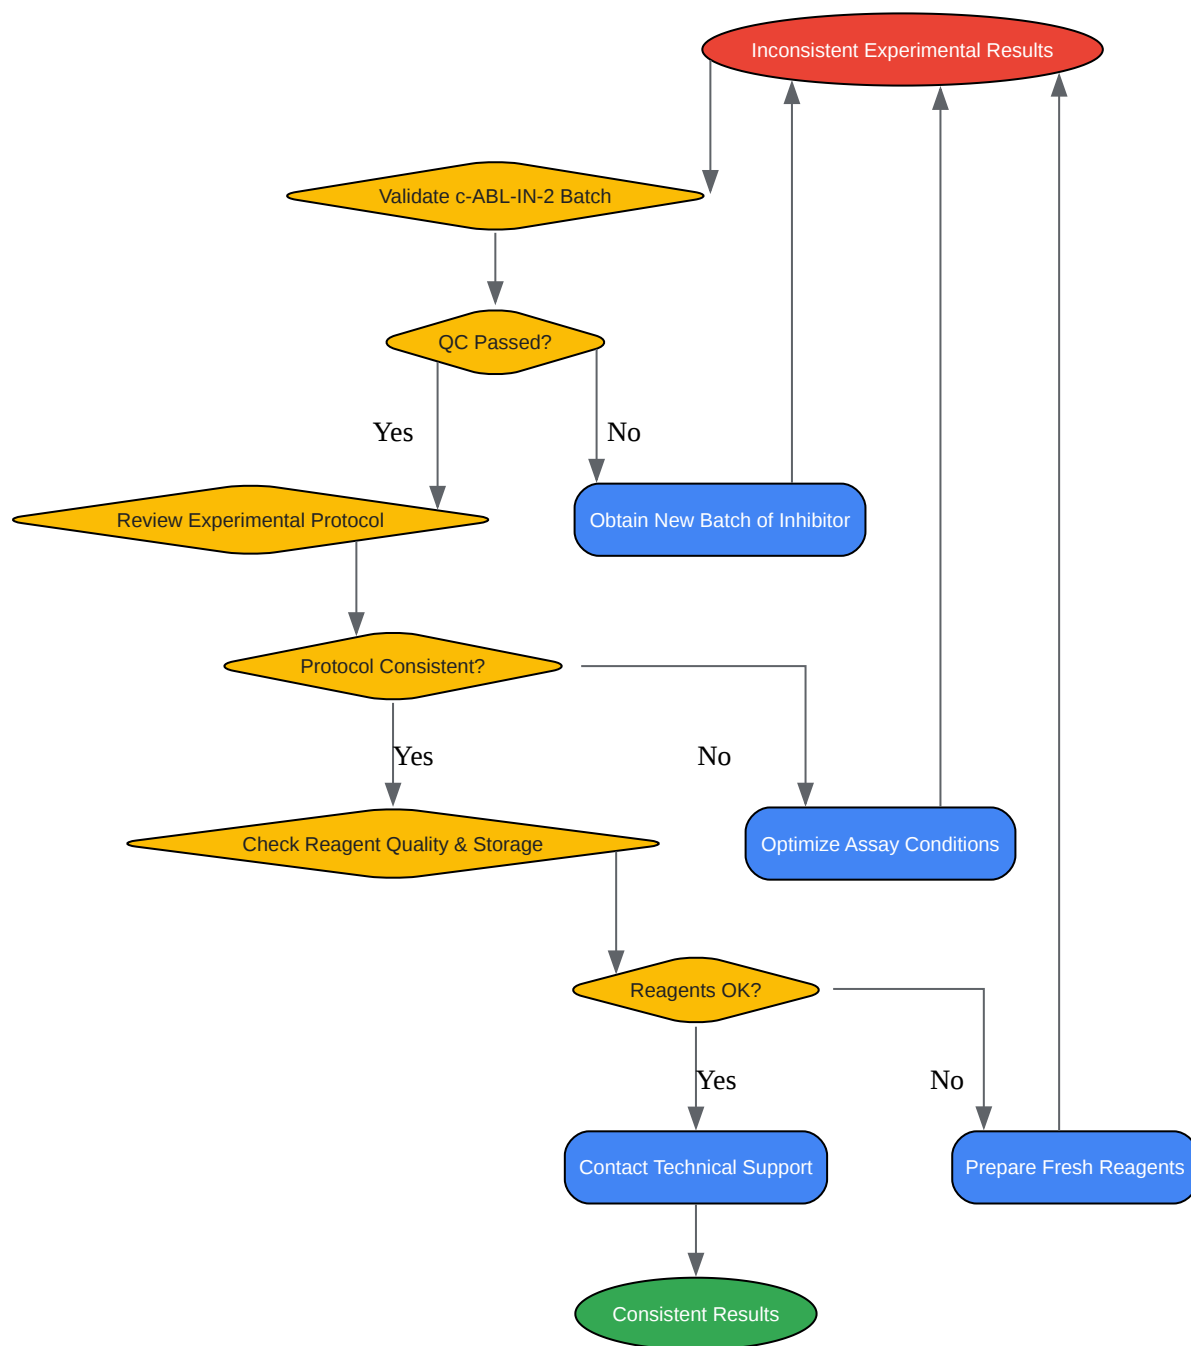 Inconsistent Experimental Results
Validate c-ABL-IN-2 Batch
QC Passed?
Yes
No
Review Experimental Protocol
Obtain New Batch of Inhibitor
Protocol Consistent?
Yes
No
Check Reagent Quality & Storage
Optimize Assay Conditions
Reagents OK?
Yes
No
Contact Technical Support
Prepare Fresh Reagents
Consistent Results